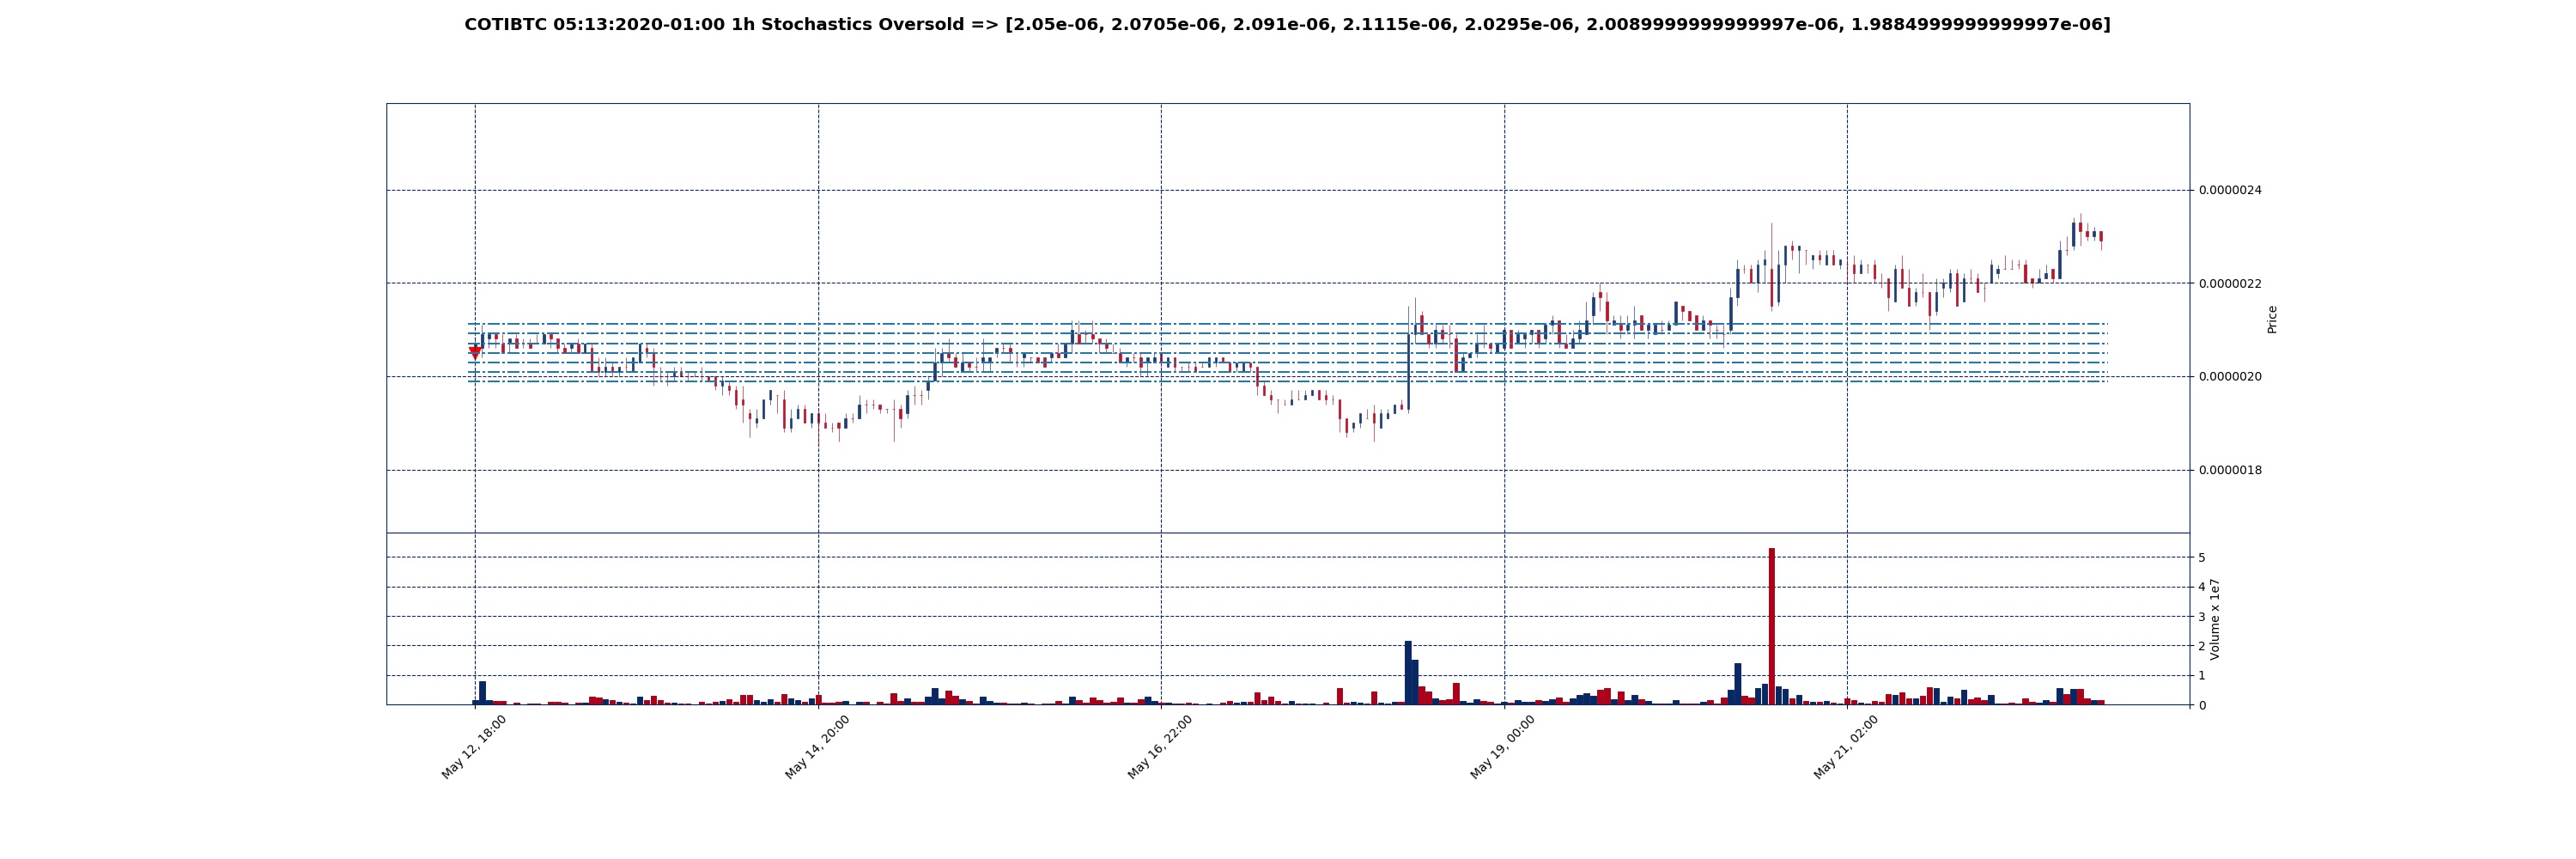 COTIBTC 05:13:2020-01:00 1h Stochastics Oversold => [2.05e-06, 2.0705e-06, 2.091e-06, 2.1115e-06, 2.0295e-06, 2.0089999999999997e-06, 1.9884999999999997e-06]
0.0000024
0.0000022
Price
0.0000020
0.0000018
5
4
3
2
1
0
Volume x 1e7
May 12, 18:00
May 14, 20:00
May 16, 22:00
May 19, 00:00
May 21, 02:00